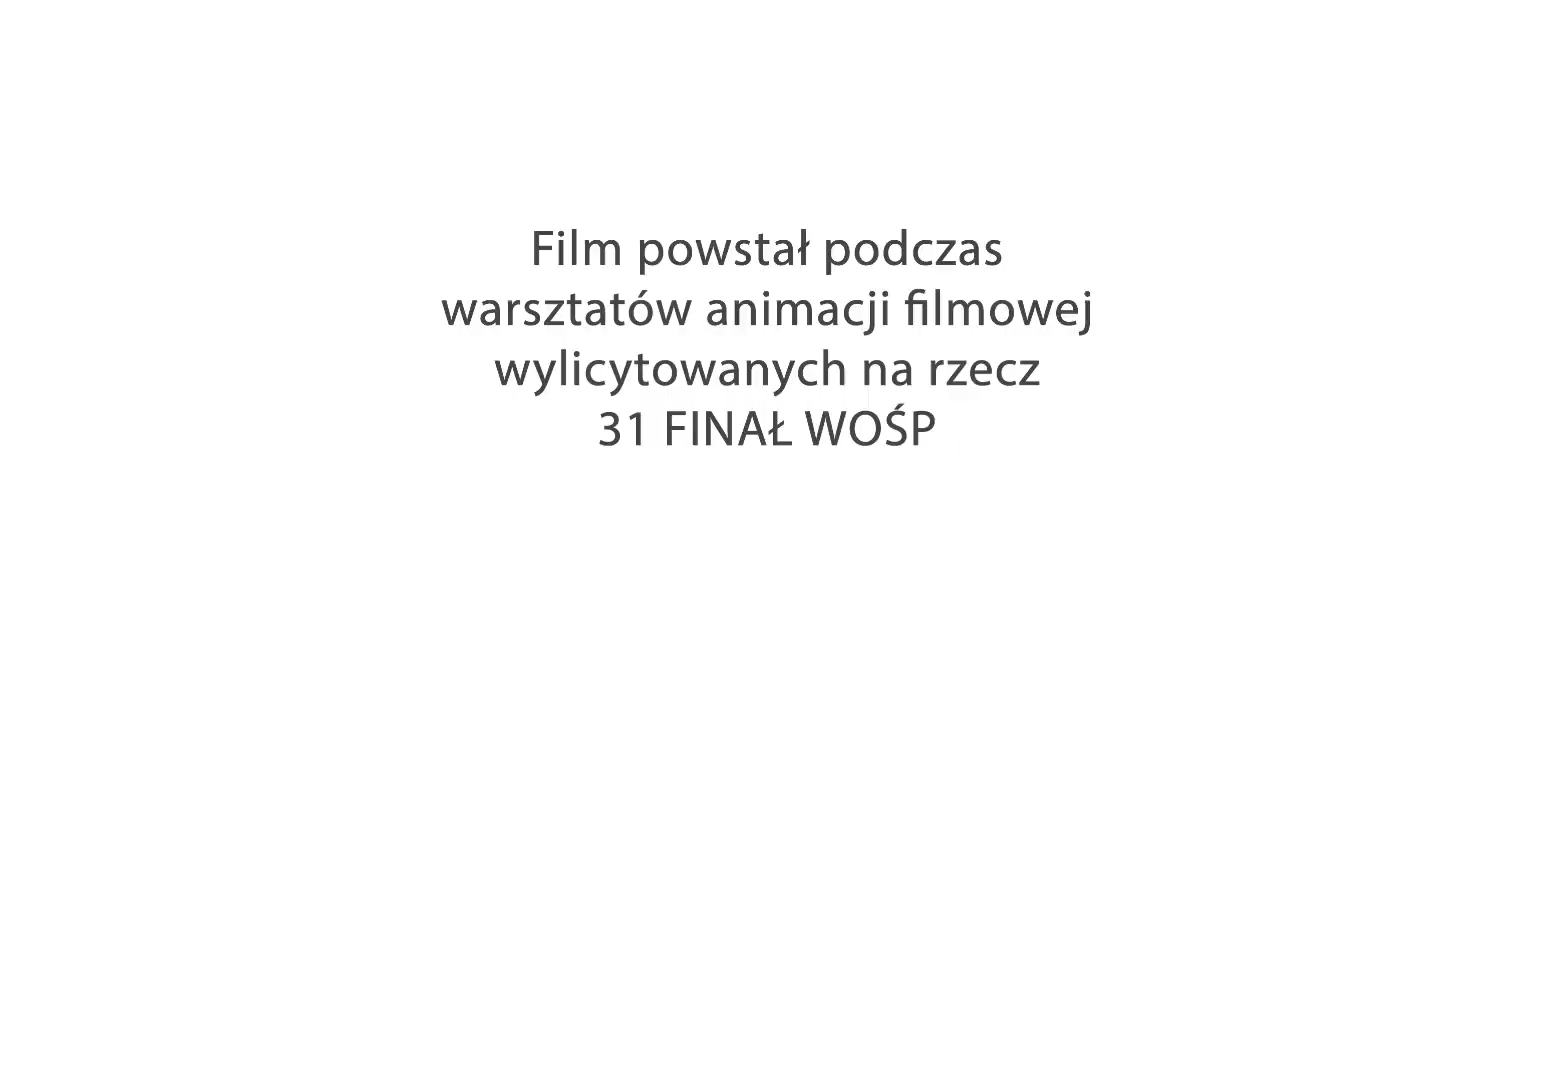 Film powstał podczas
warsztatów animacji filmowej
wylicytowanych na rzecz
31 FINAŁ WOŚP